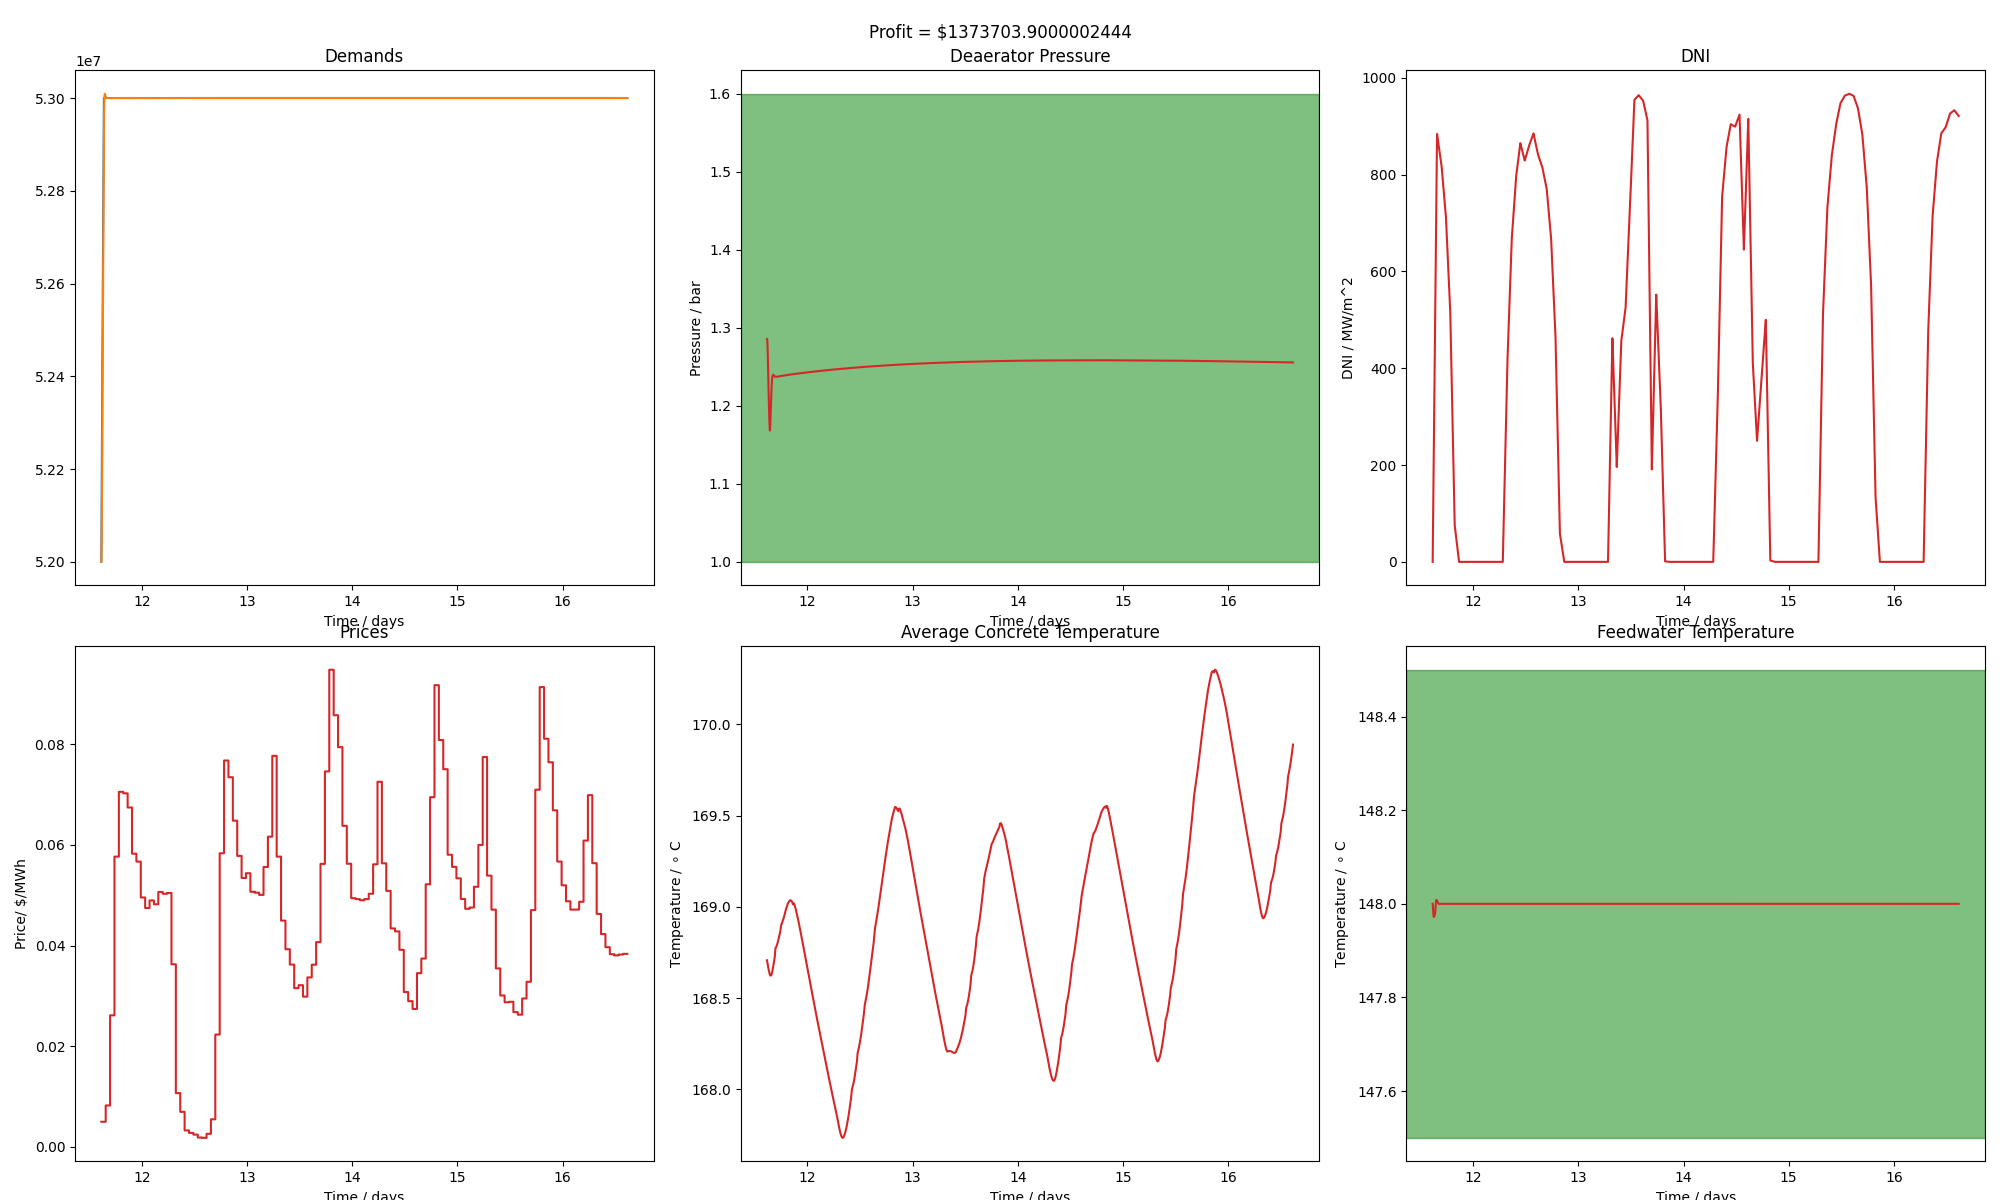 Profit = $1373703.9000002444
Demands
1e7
5.30
5.28
5.26
5.24
5.22
5.20
12 13 14 15 16
Time / days
Deaerator Pressure
Pressure / bar
1.6
1.5
1.4
1.3
1.2
1.1
1.0
12 13 14 15 16
Time / days
DNI
DNI / MW/m^2
1000
800
600
400
200
0
12 13 14 15 16
Time / days
Prices
Price/ $/MWh
0.08
0.06
0.04
0.02
0.00
12 13 14 15 16
Time / days
Average Concrete Temperature
Temperature / ∘ C
170.0
169.5
169.0
168.5
168.0
12 13 14 15 16
Time / days
Feedwater Temperature
Temperature / ∘ C
148.4
148.2
148.0
147.8
147.6
12 13 14 15 16
Time / days